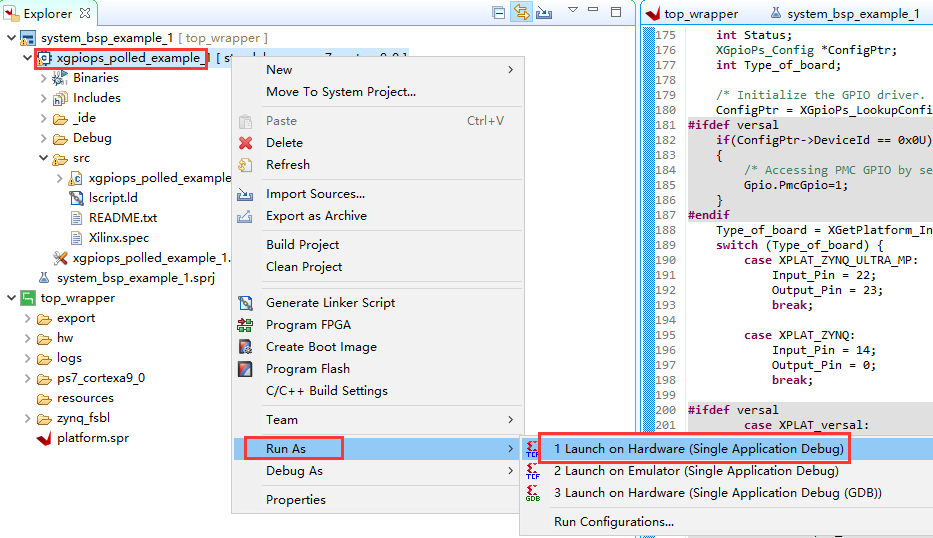 Explorer
system_bsp_example_1 [ top_wrapper ]
xgpiops_polled_example_
Binaries
Includes
_ide
Debug
src
xgpiops_polled_example
lscript.ld
README.txt
Xilinx.spec
xgpiops_polled_example_1.
system_bsp_example_1.sprj
top_wrapper
export
hw
logs
ps7_cortexa9_0
resources
zynq_fsbl
platform.spr
New
Move To System Project...
Paste Ctrl+V
Delete
Refresh
Import Sources...
Export as Archive
Build Project
Clean Project
Generate Linker Script
Program FPGA
Create Boot Image
Program Flash
C/C++ Build Settings
Team
Run As
Debug As
Properties
1 Launch on Hardware (Single Application Debug)
2 Launch on Emulator (Single Application Debug)
3 Launch on Hardware (Single Application Debug (GDB))
Run Configurations...
top_wrapper
system_bsp_example_1
175 int Status;
176 XGpioPs_Config *ConfigPtr;
177 int Type_of_board;
178
179 /* Initialize the GPIO driver.
180 ConfigPtr = XGpioPs_LookupConfi
181 #ifdef versal
182 if(ConfigPtr->DeviceId == 0x0U)
183 {
184 /* Accessing PMC GPIO by se
185 Gpio.PmcGpio=1;
186 }
187 #endif
188 Type_of_board = XGetPlatform_In
189 switch (Type_of_board) {
190 case XPLAT_ZYNQ_ULTRA_MP:
191 Input_Pin = 22;
192 Output_Pin = 23;
193 break;
194
195 case XPLAT_ZYNQ:
196 Input_Pin = 14;
197 Output_Pin = 0;
198 break;
199
200 #ifdef versal
201 case XPLAT_versal: